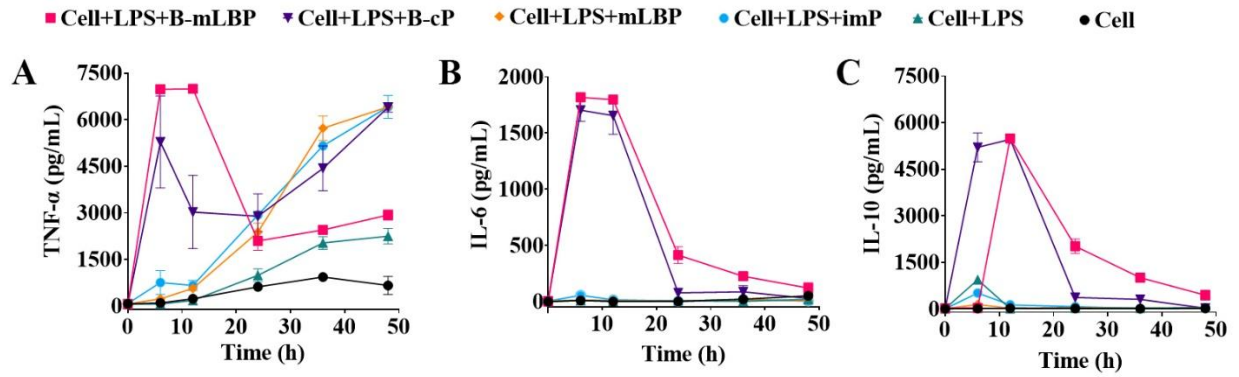 Cell+LPS+B-mLBP Cell+LPS+B-cP Cell+LPS+mLBP Cell+LPS+imP Cell+LPS Cell
A
7500
6000
4500
3000
1500
0
TNF-α (pg/mL)
0 10 20 30 40 50
Time (h)
B
2000
1500
1000
500
0
IL-6 (pg/mL)
10 20 30 40 50
Time (h)
C
7500
6000
4500
3000
1500
0
IL-10 (pg/mL)
0 10 20 30 40 50
Time (h)